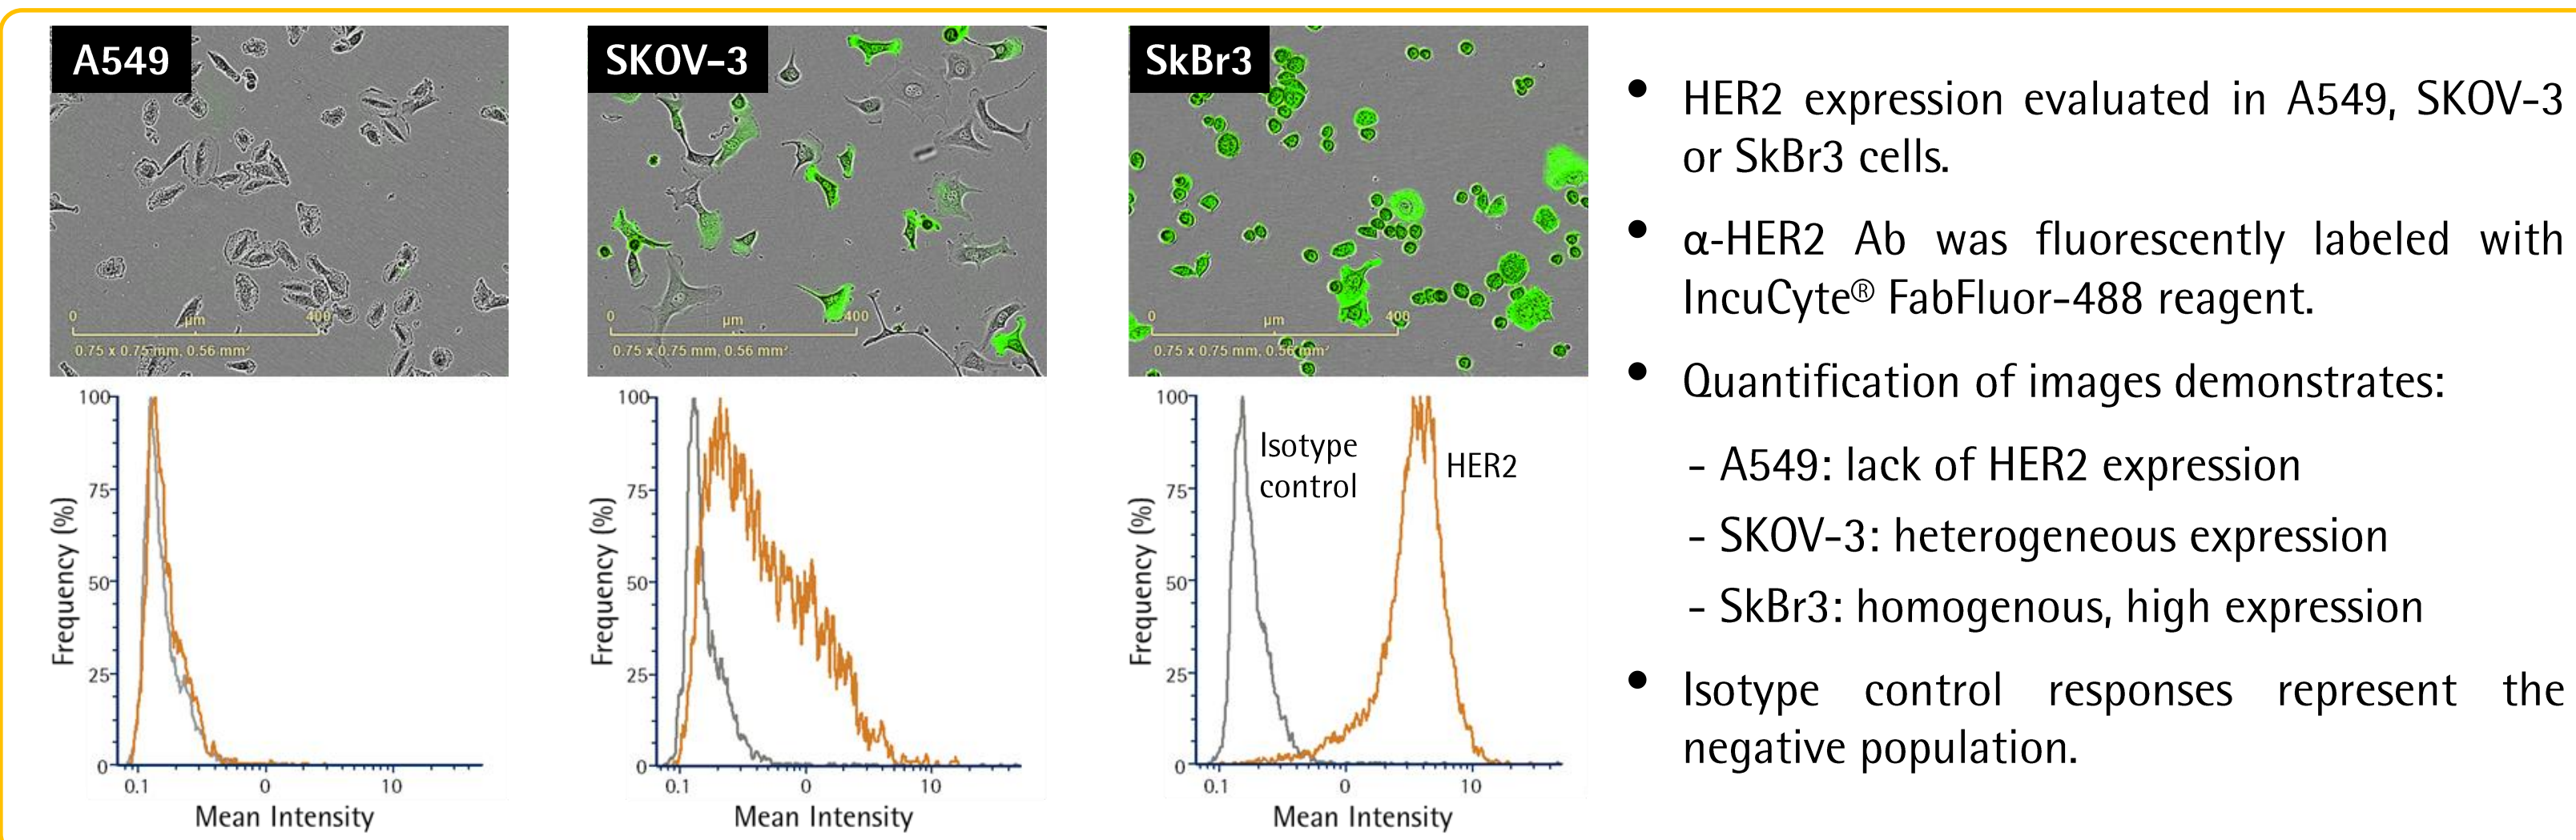 A549
0
µm
400
0.75 x 0.75 mm, 0.56 mm²
100
75
50
25
0
Frequency (%)
0.1
0
10
Mean Intensity
SKOV-3
0
µm
400
0.75 x 0.75 mm, 0.56 mm²
100
75
50
25
0
Frequency (%)
0.1
0
10
Mean Intensity
SkBr3
0
µm
400
0.75 x 0.75 mm, 0.56 mm²
100
75
50
25
0
Frequency (%)
Isotype
control
HER2
0.1
0
10
Mean Intensity
• HER2 expression evaluated in A549, SKOV-3
or SkBr3 cells.
• α-HER2 Ab was fluorescently labeled with
IncuCyte® FabFluor-488 reagent.
• Quantification of images demonstrates:
- A549: lack of HER2 expression
- SKOV-3: heterogeneous expression
- SkBr3: homogenous, high expression
• Isotype control responses represent the
negative population.